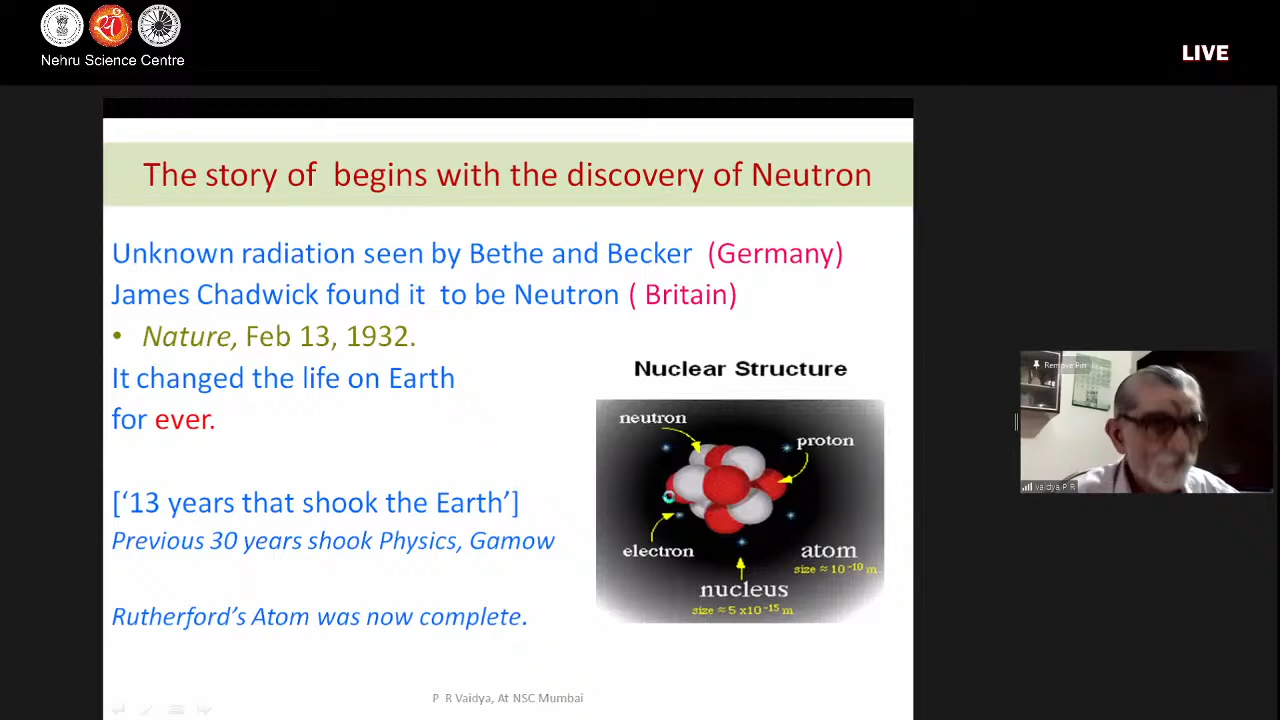 Nehru Science Centre
LIVE
The story of begins with the discovery of Neutron
Unknown radiation seen by Bethe and Becker (Germany)
James Chadwick found it to be Neutron ( Britain)
• Nature, Feb 13, 1932.
It changed the life on Earth
for ever.
['13 years that shook the Earth']
Previous 30 years shook Physics, Gamow
Rutherford's Atom was now complete.
Nuclear Structure
neutron
proton
electron
atom
size ≈ 10⁻¹⁰ m
nucleus
size ≈ 5 x10⁻¹⁵ m
Remove Pin
vaidya P R
P R Vaidya, At NSC Mumbai